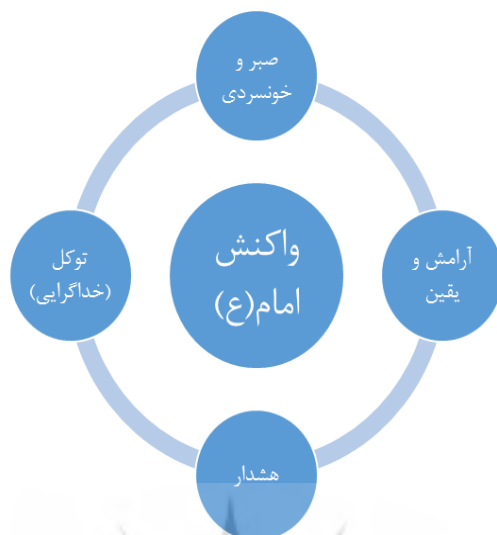 صبر و
خونسردی
آرامش و
یقین
واکنش
امام(ع)
توکل
(خداگرایی)
هشدار